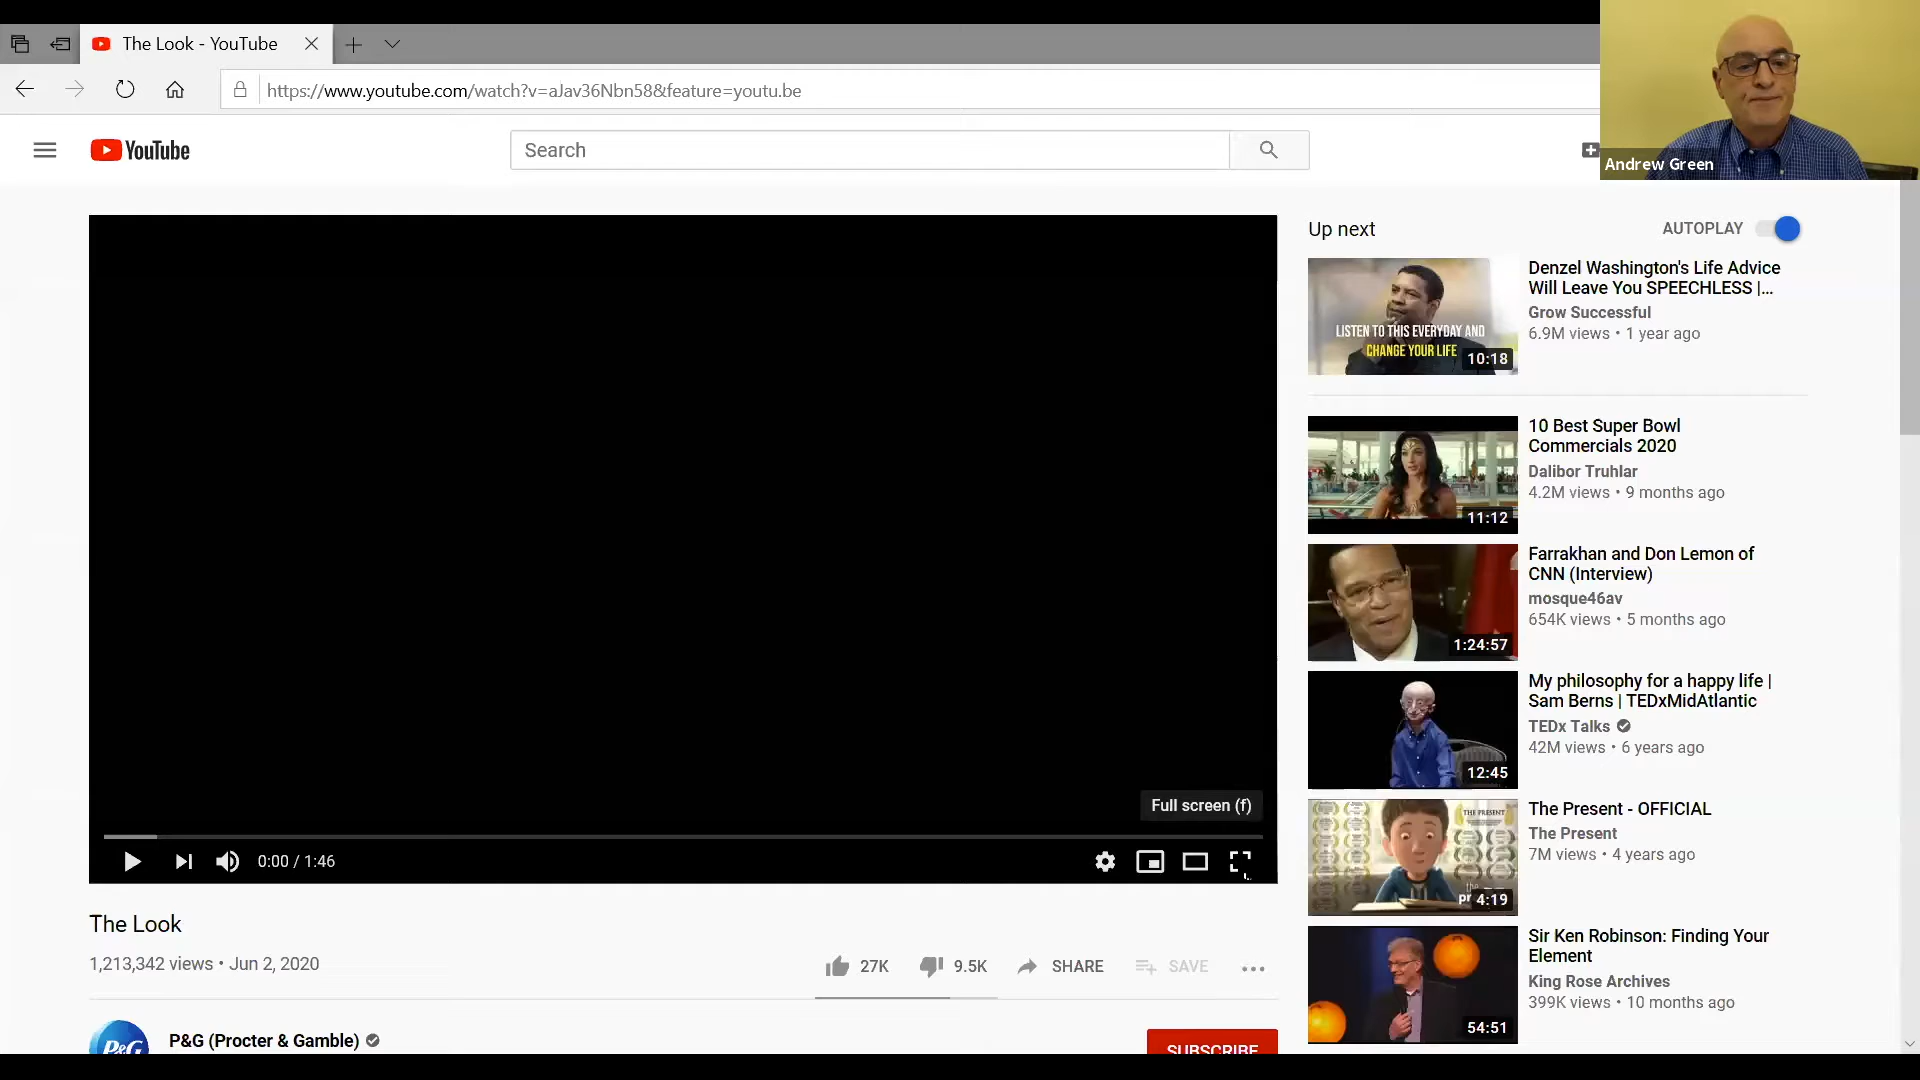 The Look - YouTube
https://www.youtube.com/watch?v=aJav36Nbn58&feature=youtu.be
YouTube
Search
Andrew Green
Up next
AUTOPLAY
LISTEN TO THIS EVERYDAY AND
CHANGE YOUR LIFE
10:18
Denzel Washington's Life Advice
Will Leave You SPEECHLESS |...
Grow Successful
6.9M views • 1 year ago
11:12
10 Best Super Bowl
Commercials 2020
Dalibor Truhlar
4.2M views • 9 months ago
1:24:57
Farrakhan and Don Lemon of
CNN (Interview)
mosque46av
654K views • 5 months ago
12:45
My philosophy for a happy life |
Sam Berns | TEDxMidAtlantic
TEDx Talks
42M views • 6 years ago
THE PRESENT
4:19
The Present - OFFICIAL
The Present
7M views • 4 years ago
54:51
Sir Ken Robinson: Finding Your
Element
King Rose Archives
399K views • 10 months ago
Full screen (f)
0:00 / 1:46
The Look
1,213,342 views • Jun 2, 2020
27K
9.5K
SHARE
SAVE
P&G
P&G (Procter & Gamble)
SUBSCRIBE